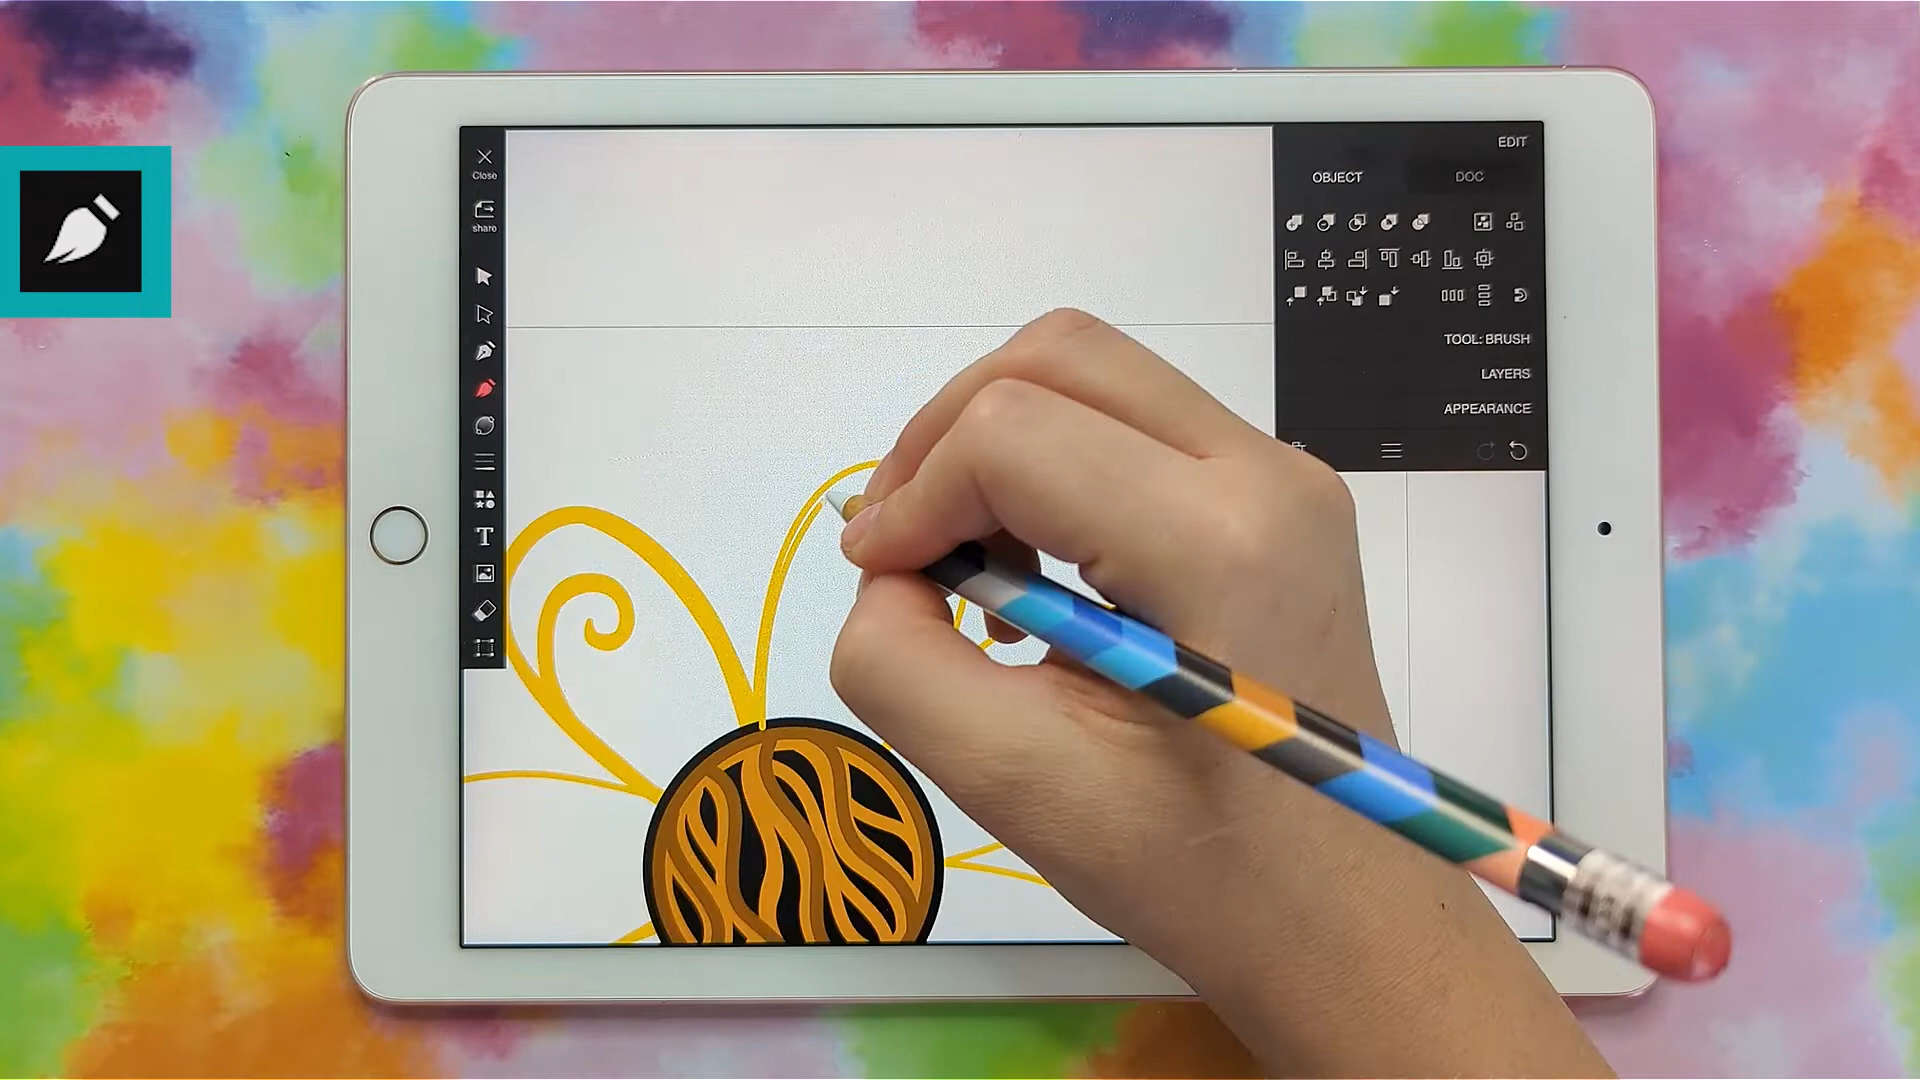 Close
share
T
EDIT
OBJECT DOC
TOOL: BRUSH
LAYERS
APPEARANCE